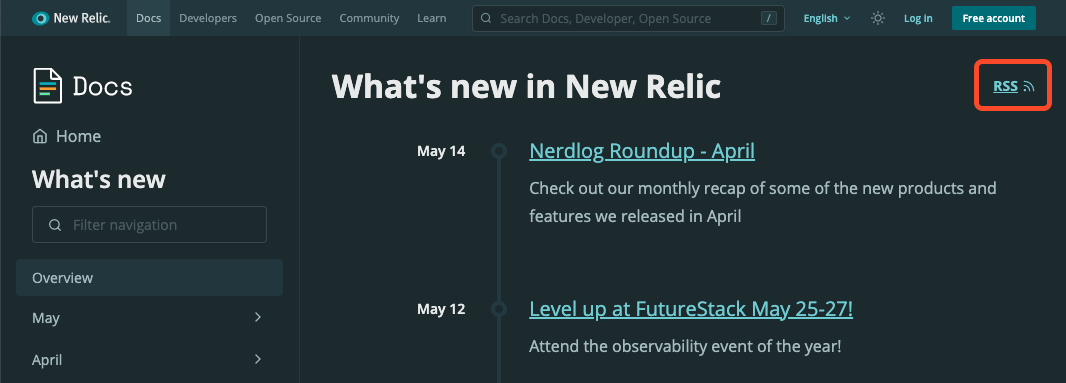 New Relic. Docs Developers Open Source Community Learn Search Docs, Developer, Open Source / English Log in Free account
Docs
Home
What's new
Filter navigation
Overview
May
April
What's new in New Relic
RSS
May 14
Nerdlog Roundup - April
Check out our monthly recap of some of the new products and
features we released in April
May 12
Level up at FutureStack May 25-27!
Attend the observability event of the year!